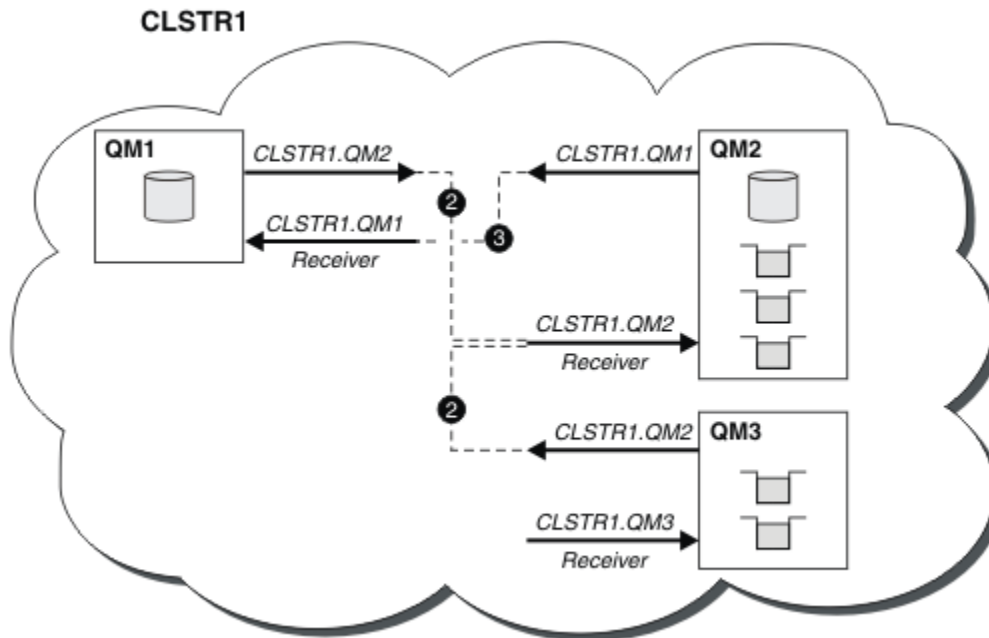 CLSTR1
QM1
CLSTR1.QM2
CLSTR1.QM1
QM2
2
CLSTR1.QM1
3
Receiver
CLSTR1.QM2
Receiver
2
CLSTR1.QM2
QM3
CLSTR1.QM3
Receiver